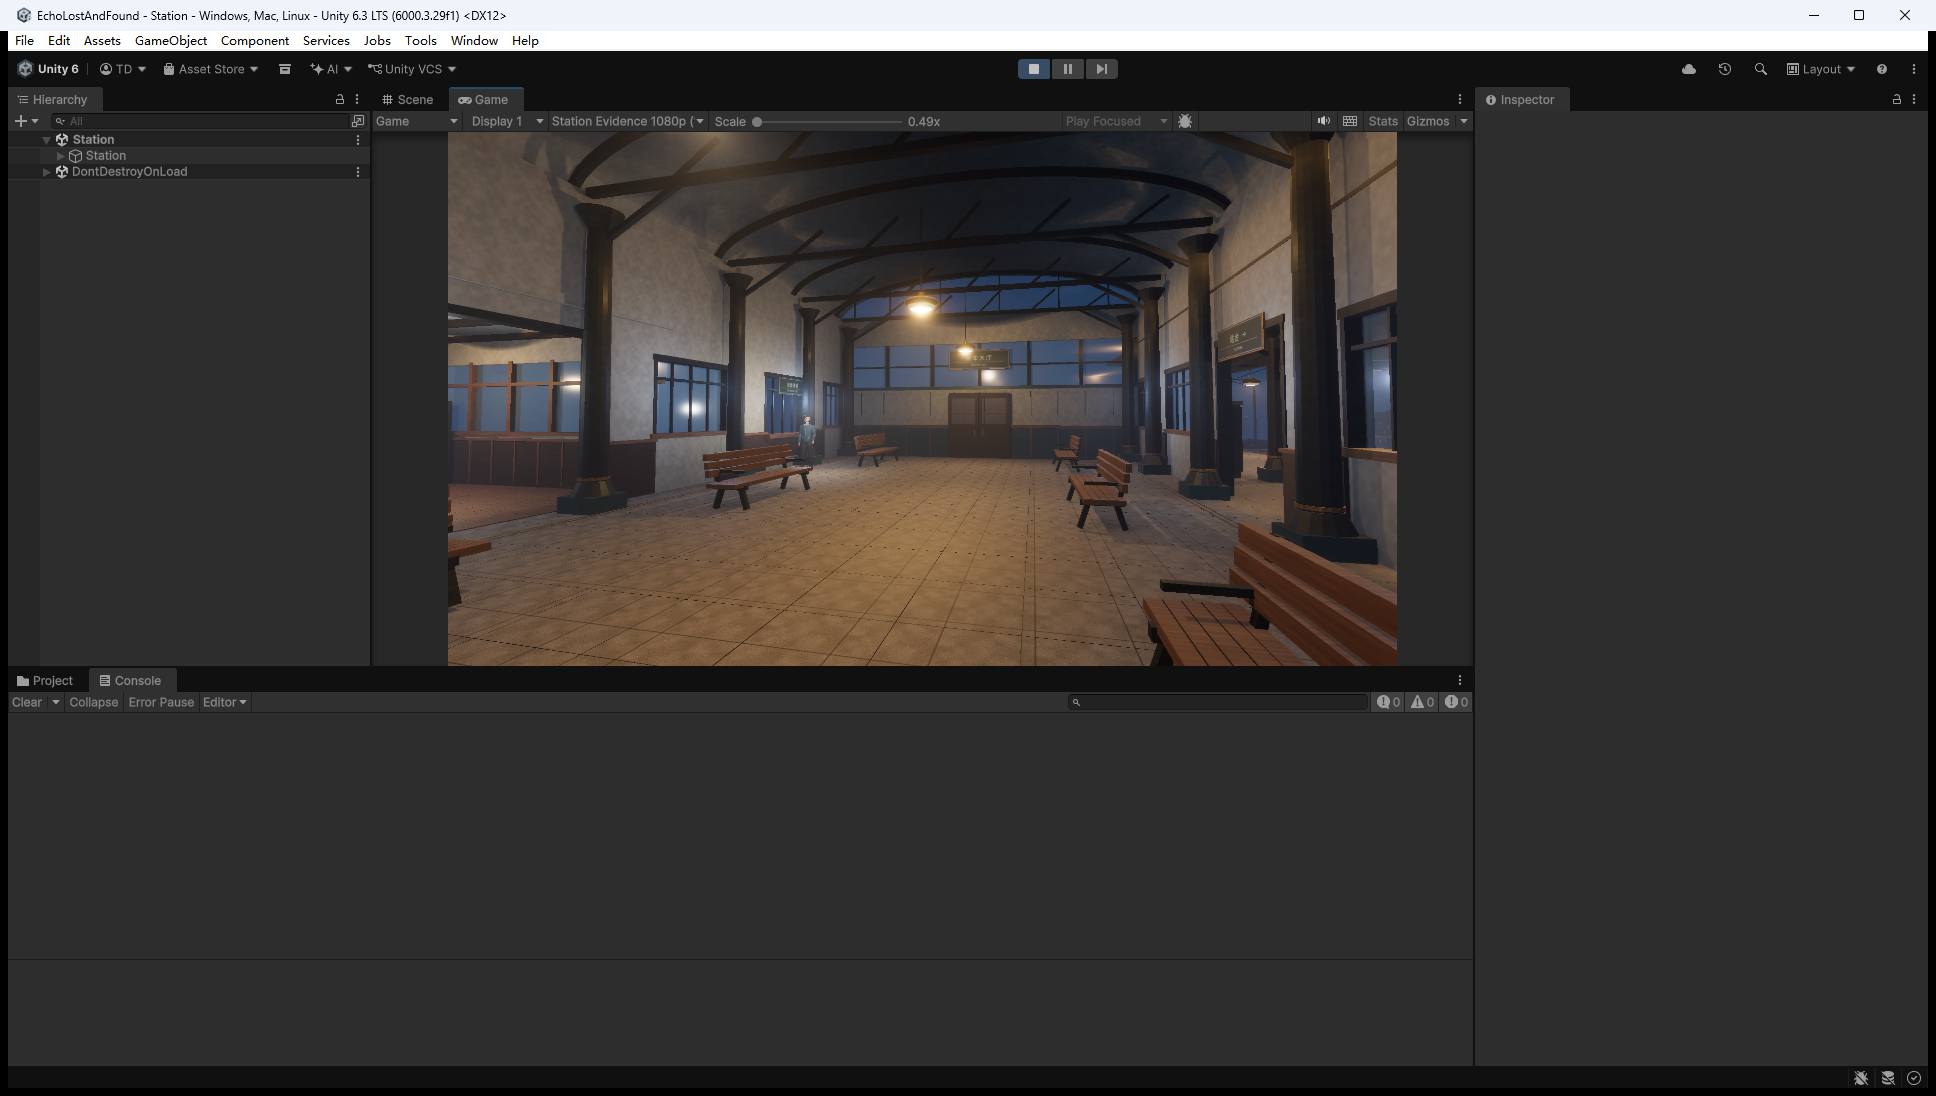 EchoLostAndFound - Station - Windows, Mac, Linux - Unity 6.3 LTS (6000.3.29f1) <DX12>
File Edit Assets GameObject Component Services Jobs Tools Window Help
Unity 6 TD Asset Store AI Unity VCS Layout
Hierarchy Scene Game Inspector
All Game Display 1 Station Evidence 1080p ( Scale 0.49x Play Focused Stats Gizmos
Station
Station
DontDestroyOnLoad
Project Console
Clear Collapse Error Pause Editor 0 0 0